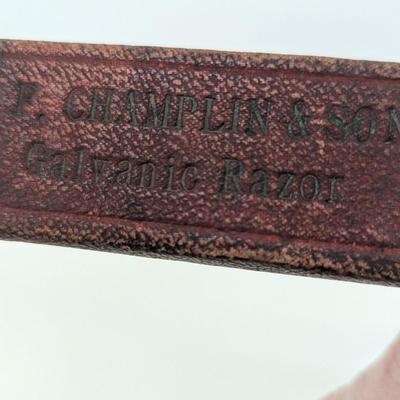 F. CHAMPLIN & SON
Galvanic Razor